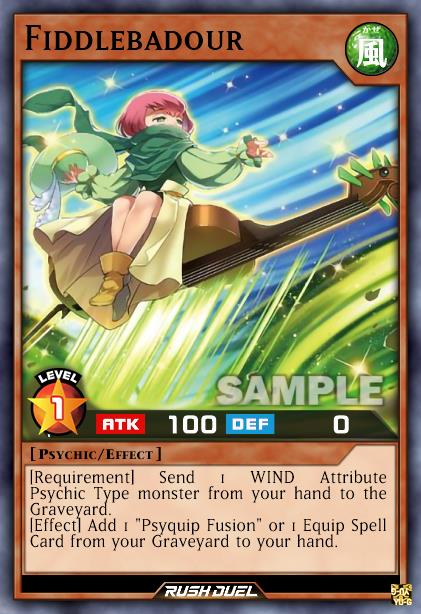 FIDDLEBADOUR
かぜ
風
SAMPLE
LEVEL
1
ATK 100 DEF 0
[PSYCHIC/EFFECT]
[Requirement] Send 1 WIND Attribute
Psychic Type monster from your hand to the
Graveyard.
[Effect] Add 1 "Psyquip Fusion" or 1 Equip Spell
Card from your Graveyard to your hand.
RUSH DUEL